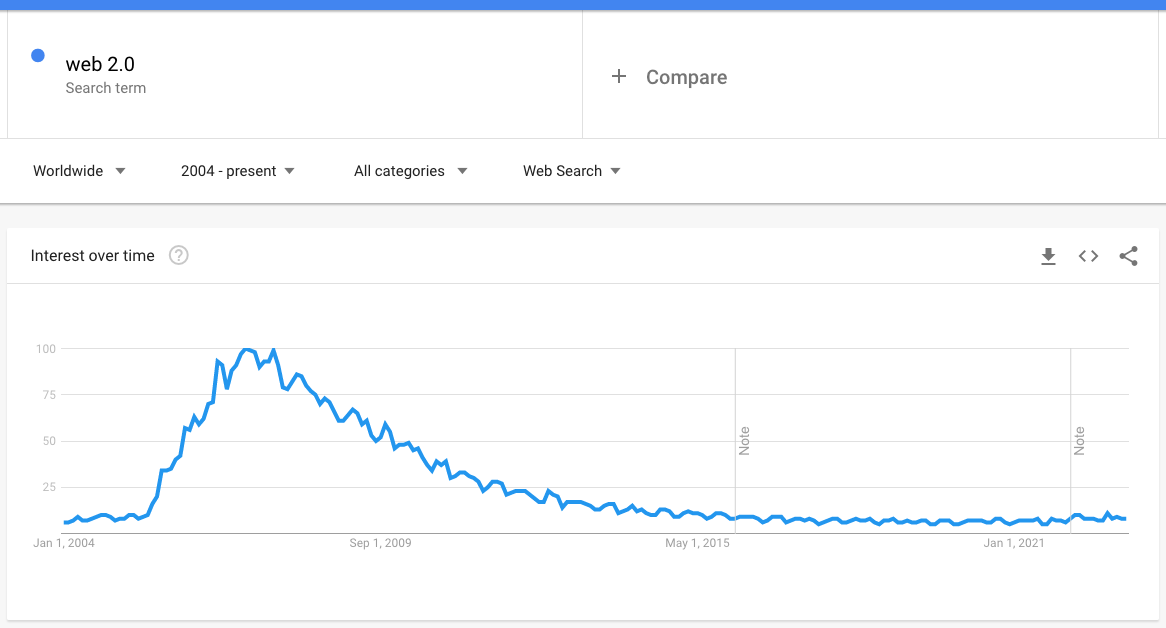 web 2.0
Search term
+ Compare
Worldwide
2004 - present
All categories
Web Search
Interest over time ?
100
75
50
25
Note
Note
Jan 1, 2004
Sep 1, 2009
May 1, 2015
Jan 1, 2021